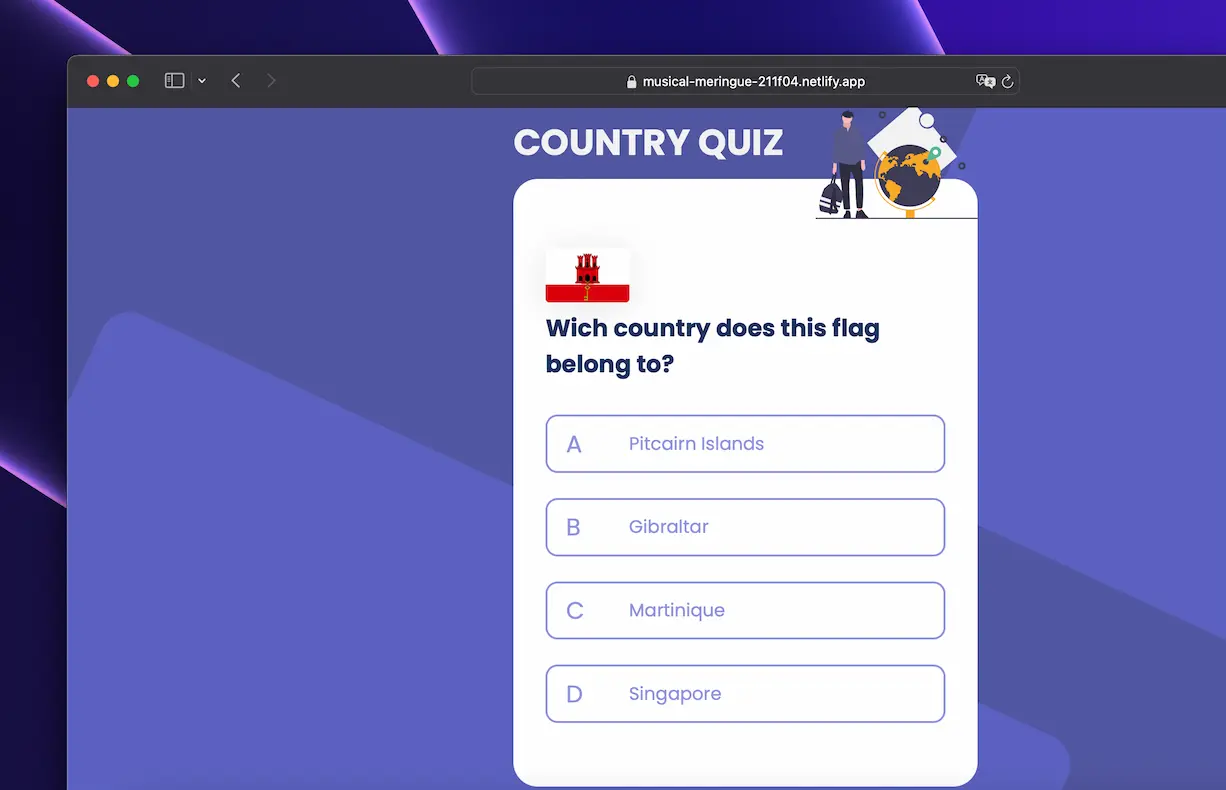 musical-meringue-211f04.netlify.app
COUNTRY QUIZ
Wich country does this flag
belong to?
A Pitcairn Islands
B Gibraltar
C Martinique
D Singapore